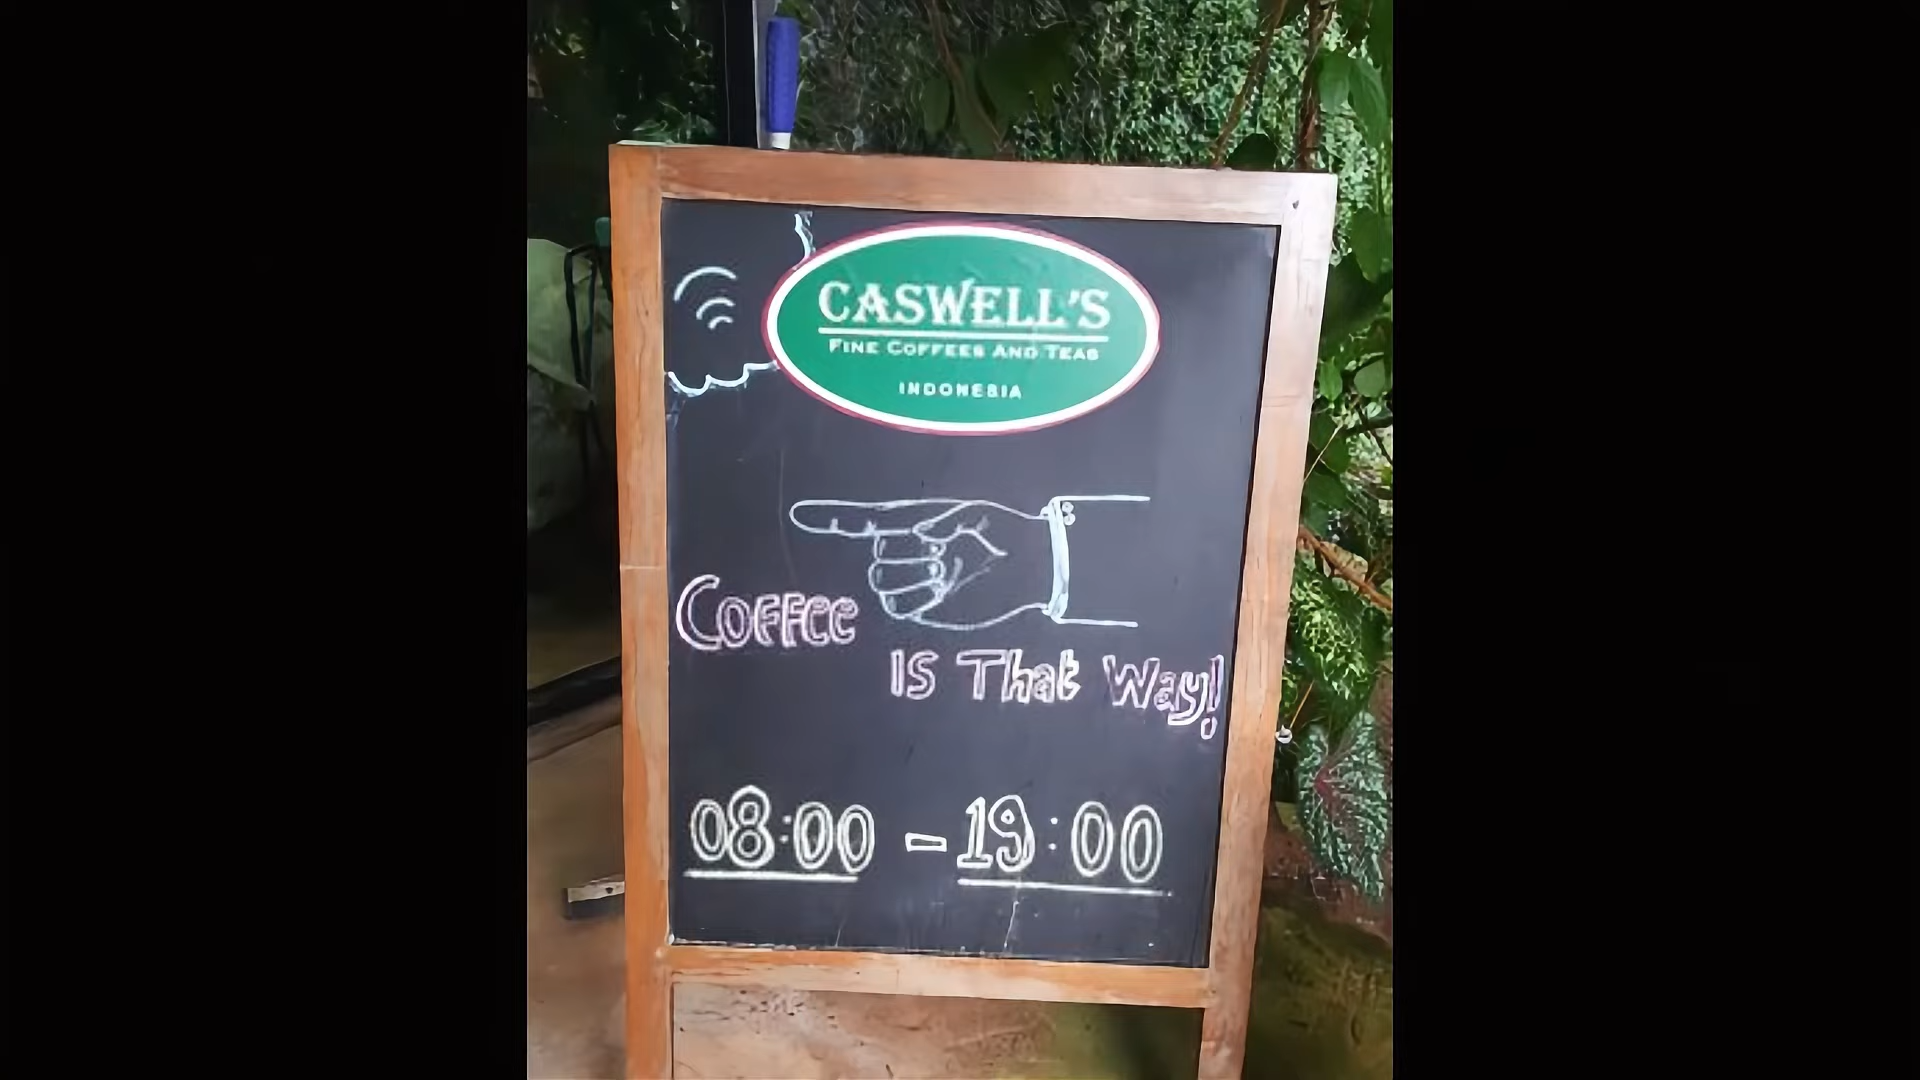 CASWELL'S
FINE COFFEES AND TEAS
INDONESIA
COFFEE
IS That Way!
08:00 - 19:00